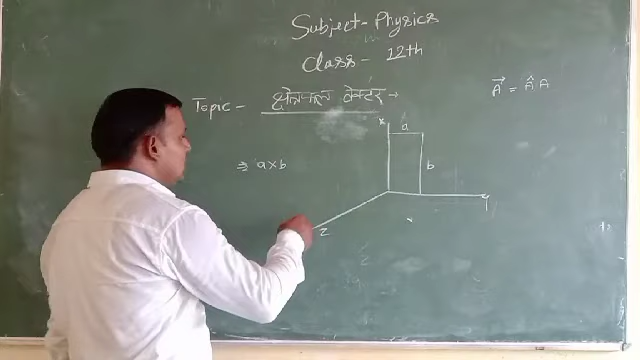 Subject-Physics
Class- 12th
Topic- क्षेत्रफल वेक्टर→
A⃗ = n̂ A
x
a
⇒ a×b
b
y
z